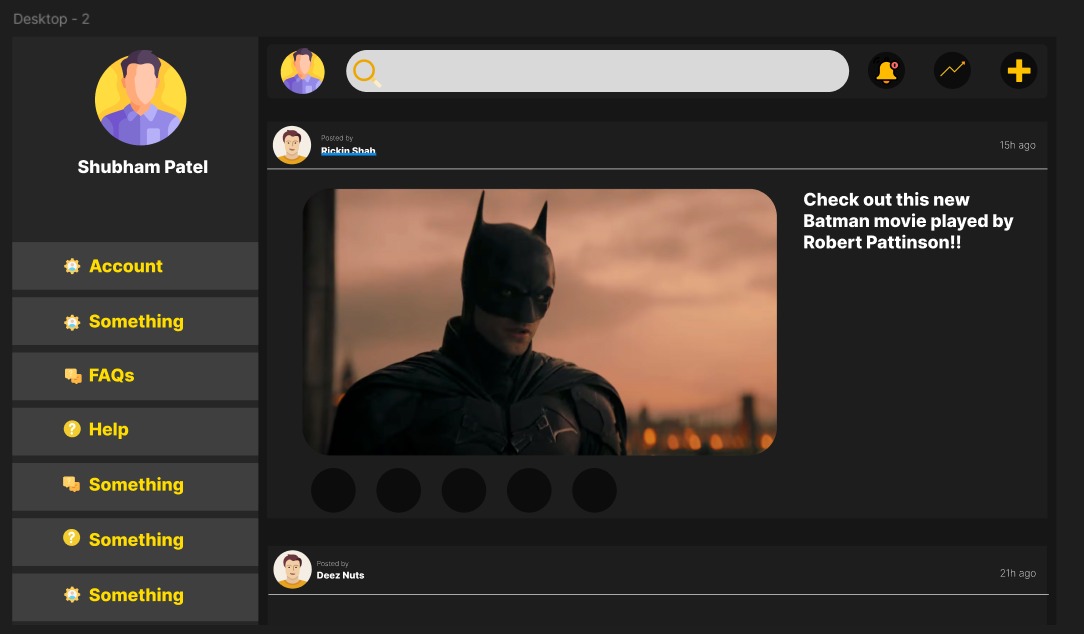 Desktop - 2
Shubham Patel
Account
Something
FAQs
Help
Something
Something
Something
Posted by
Rickin Shah
15h ago
Check out this new
Batman movie played by
Robert Pattinson!!
Posted by
Deez Nuts
21h ago